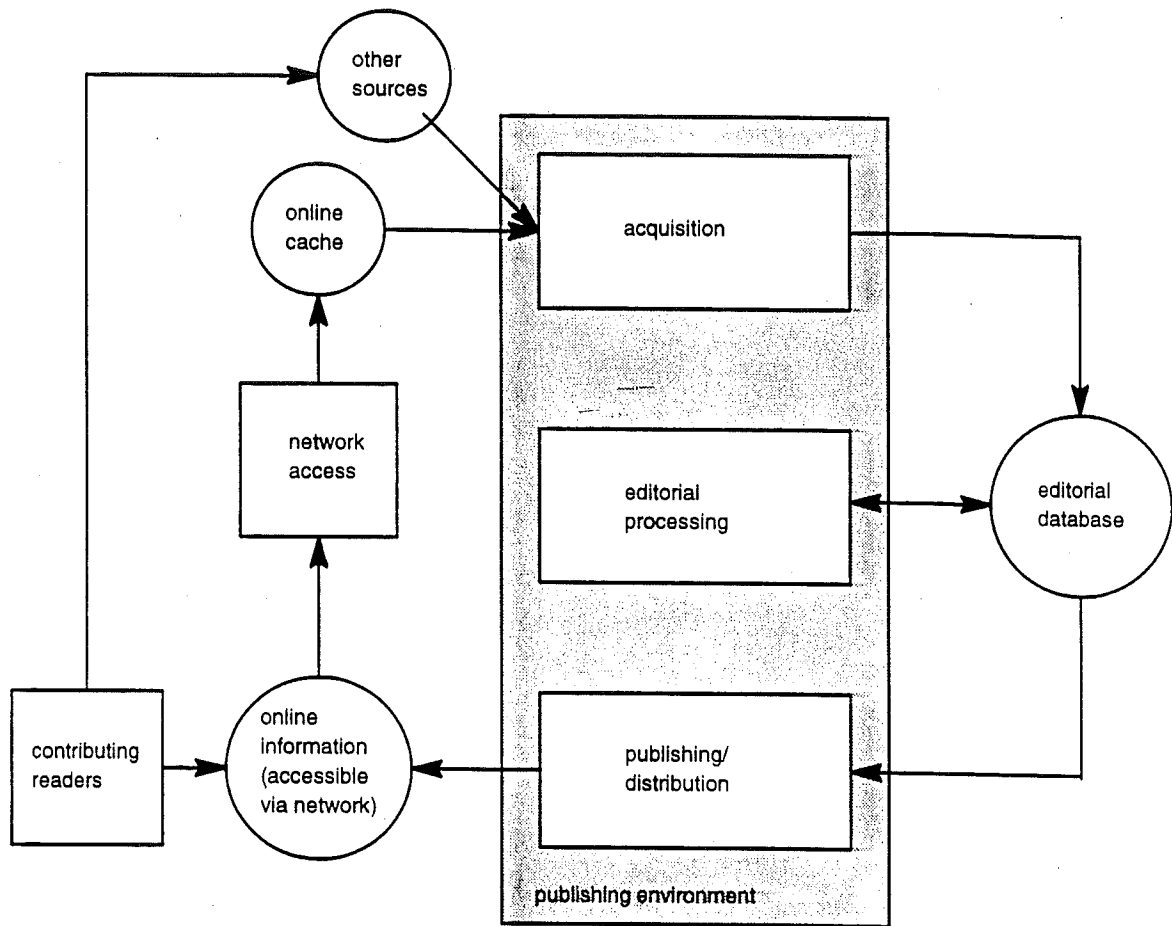 other
sources
online
cache
acquisition
network
access
editorial
processing
editorial
database
contributing
readers
online
information
(accessible
via network)
publishing/
distribution
publishing environment